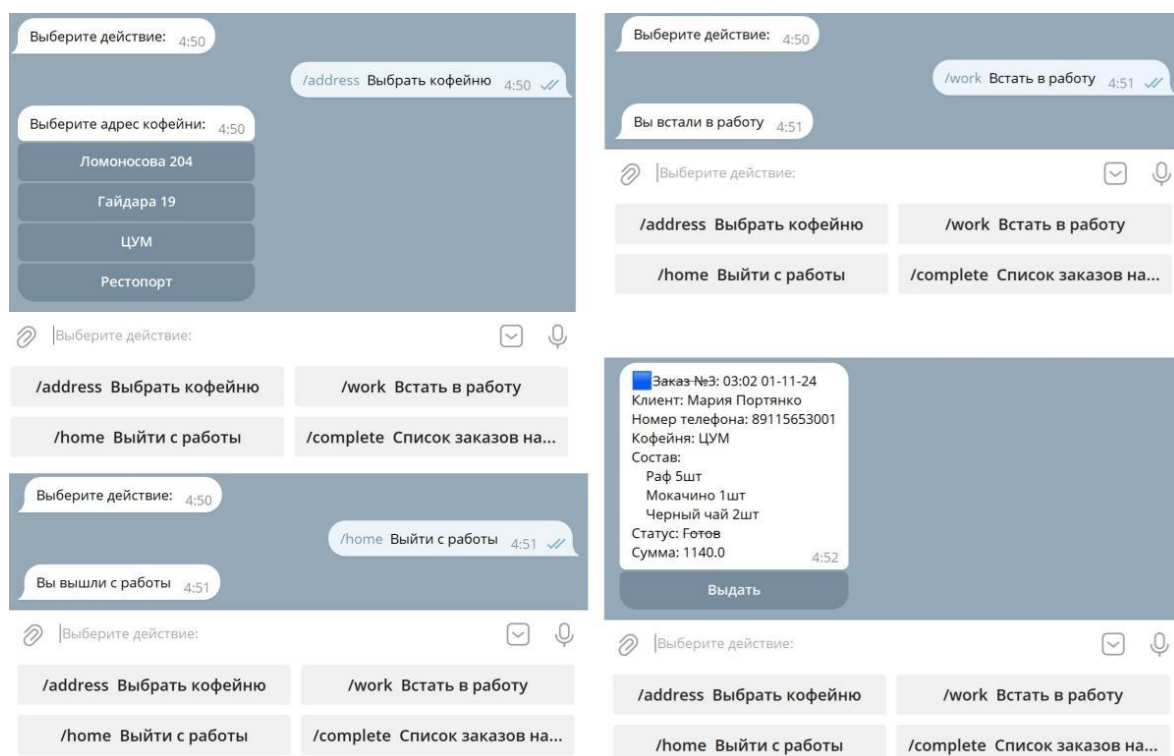 Выберите действие: 4:50
/address Выбрать кофейню 4:50
Выберите адрес кофейни: 4:50
Ломоносова 204
Гайдара 19
ЦУМ
Рестопорт
Выберите действие:
/address Выбрать кофейню /work Встать в работу
/home Выйти с работы /complete Список заказов на...
Выберите действие: 4:50
/home Выйти с работы 4:51
Вы вышли с работы 4:51
Выберите действие:
/address Выбрать кофейню /work Встать в работу
/home Выйти с работы /complete Список заказов на...
Выберите действие: 4:50
/work Встать в работу 4:51
Вы встали в работу 4:51
Выберите действие:
/address Выбрать кофейню /work Встать в работу
/home Выйти с работы /complete Список заказов на...
Заказ №3: 03:02 01-11-24
Клиент: Мария Портянко
Номер телефона: 89115653001
Кофейня: ЦУМ
Состав:
Раф 5шт
Мокачино 1шт
Черный чай 2шт
Статус: Готов
Сумма: 1140.0 4:52
Выдать
Выберите действие:
/address Выбрать кофейню /work Встать в работу
/home Выйти с работы /complete Список заказов на...